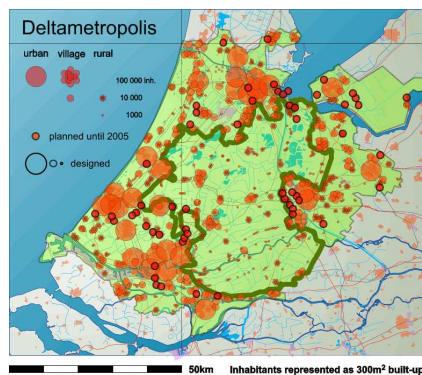 Deltametropolis
urban village rural
100 000 inh.
10 000
1000
planned until 2005
designed
50km Inhabitants represented as 300m² built-up